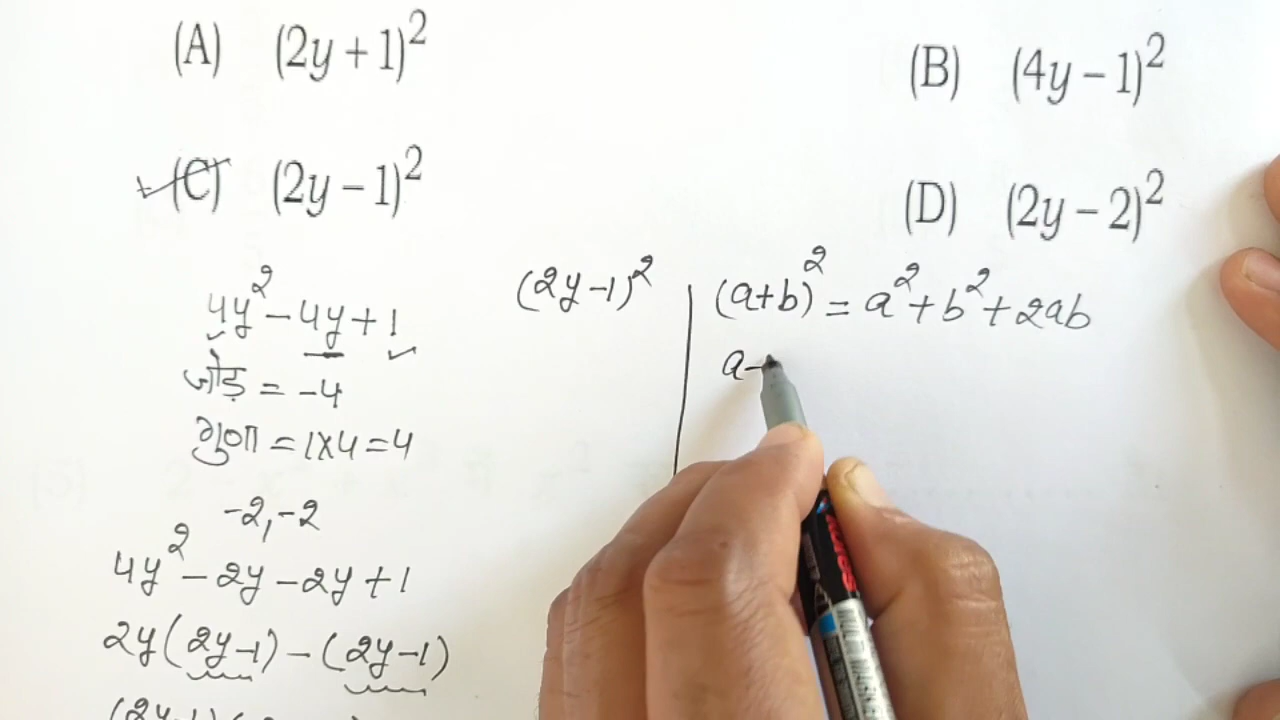 (A) (2y + 1)²
(B) (4y − 1)²
(C) (2y − 1)²
(D) (2y − 2)²
4y² − 4y + 1
जोड़ = −4
गुणा = 1×4 = 4
−2, −2
4y² − 2y − 2y + 1
2y(2y−1) − (2y−1)
(2y−1)²
(a+b)² = a² + b² + 2ab
a−